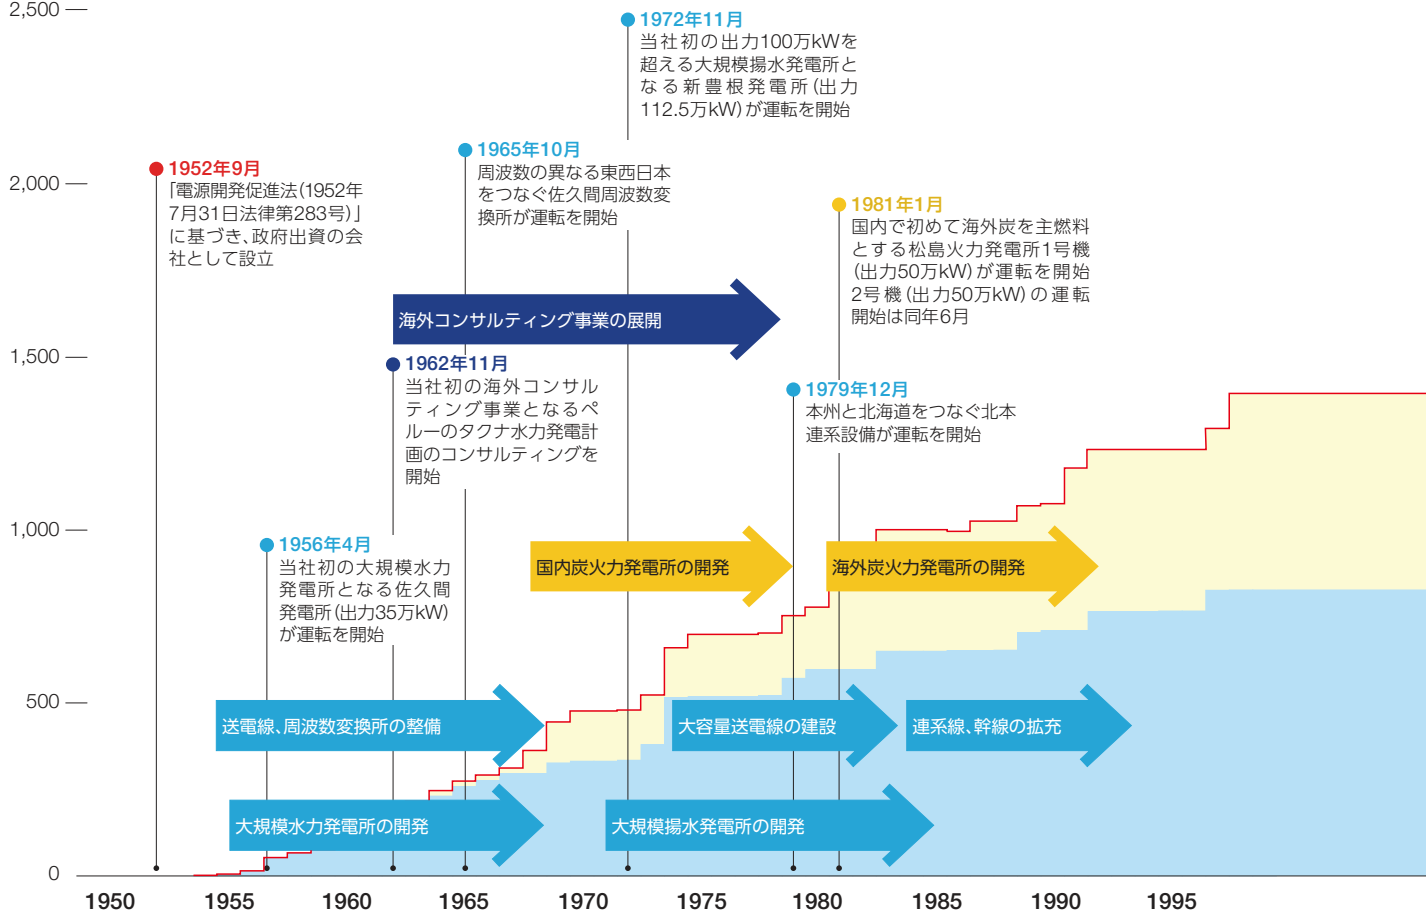 2,500
2,000
1,500
1,000
500
0
1952年9月
「電源開発促進法(1952年
7月31日法律第283号)」
に基づき、政府出資の会
社として設立
1956年4月
当社初の大規模水力
発電所となる佐久間
発電所(出力35万kW)
が運転を開始
1962年11月
当社初の海外コンサル
ティング事業となるペ
ルーのタクナ水力発電計
画のコンサルティングを
開始
1965年10月
周波数の異なる東西日本
をつなぐ佐久間周波数変
換所が運転を開始
1972年11月
当社初の出力100万kWを
超える大規模揚水発電所と
なる新豊根発電所(出力
112.5万kW)が運転を開始
1979年12月
本州と北海道をつなぐ北本
連系設備が運転を開始
1981年1月
国内で初めて海外炭を主燃料
とする松島火力発電所1号機
(出力50万kW)が運転を開始
2号機(出力50万kW)の運転
開始は同年6月
海外コンサルティング事業の展開
国内炭火力発電所の開発
海外炭火力発電所の開発
送電線、周波数変換所の整備
大容量送電線の建設
連系線、幹線の拡充
大規模水力発電所の開発
大規模揚水発電所の開発
1950
1955
1960
1965
1970
1975
1980
1985
1990
1995